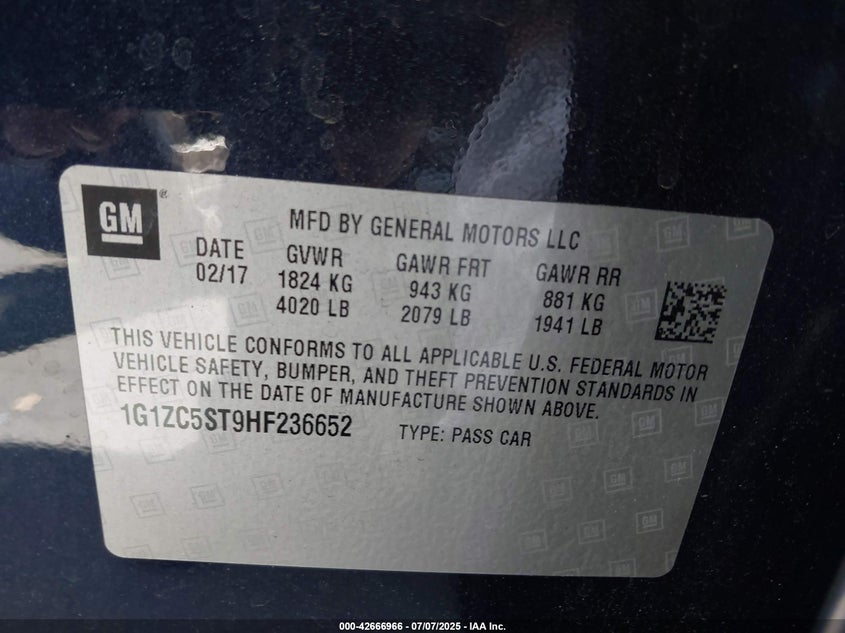 GM ®
MFD BY GENERAL MOTORS LLC
DATE GVWR GAWR FRT GAWR RR
02/17 1824 KG 943 KG 881 KG
4020 LB 2079 LB 1941 LB
THIS VEHICLE CONFORMS TO ALL APPLICABLE U.S. FEDERAL MOTOR
VEHICLE SAFETY, BUMPER, AND THEFT PREVENTION STANDARDS IN
EFFECT ON THE DATE OF MANUFACTURE SHOWN ABOVE.
1G1ZC5ST9HF236652 TYPE: PASS CAR
000-42666966 - 07/07/2025 - IAA Inc.